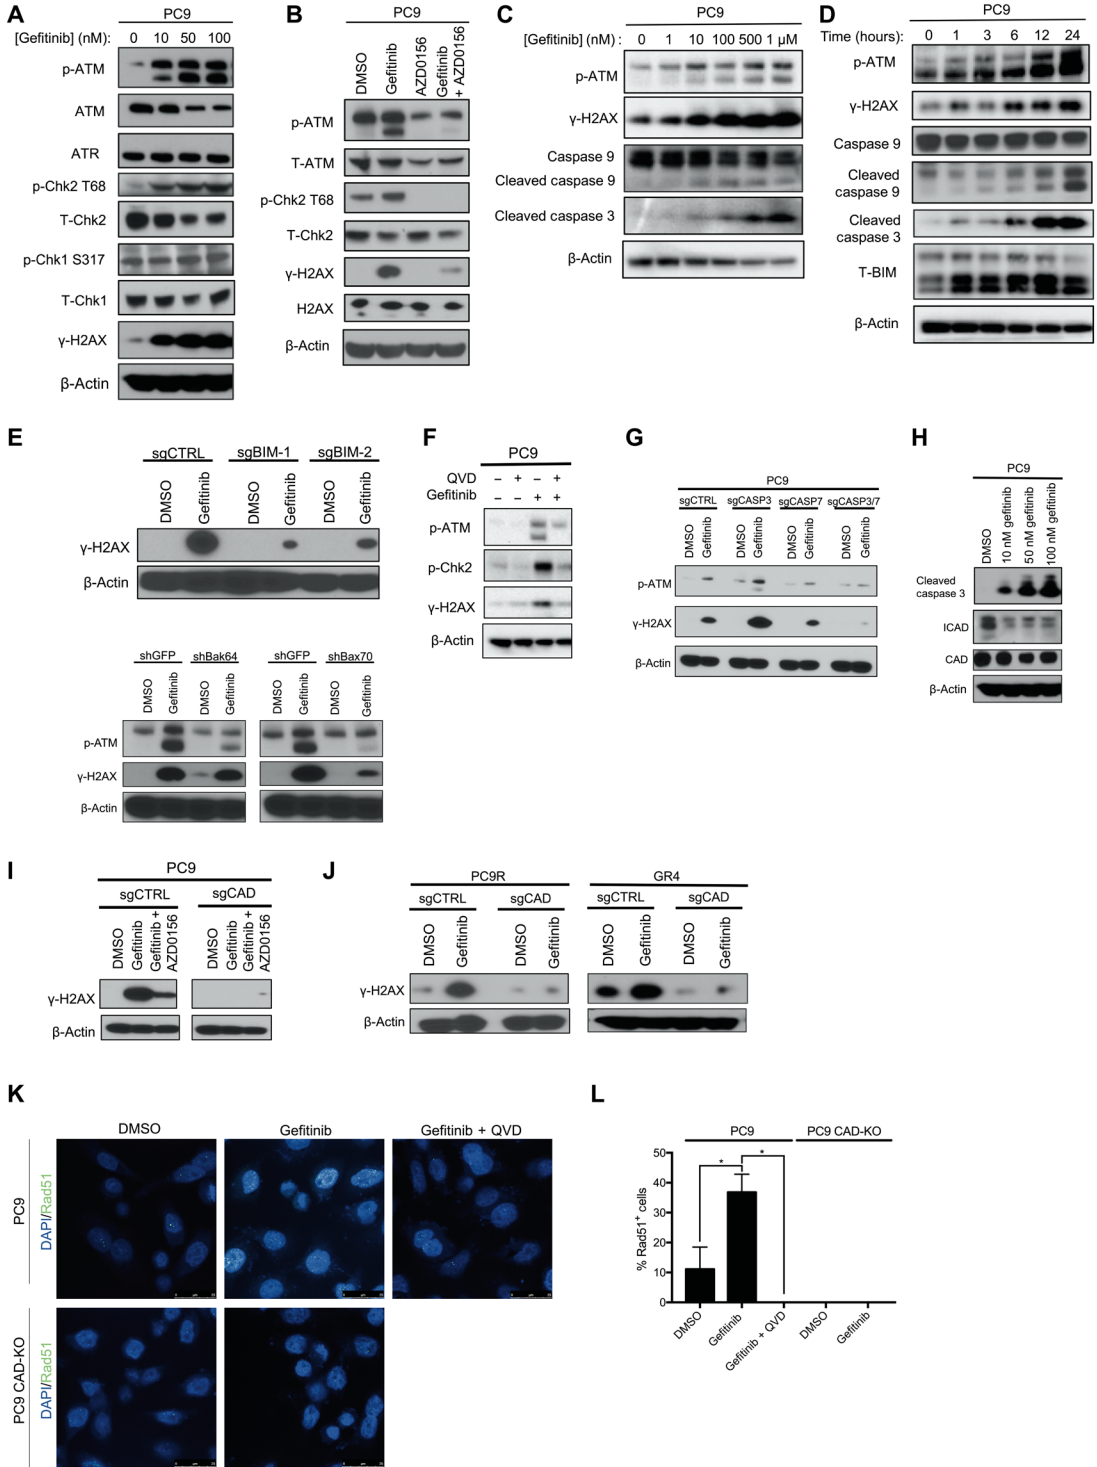 A
PC9
[Gefitinib] (nM): 0 10 50 100
p-ATM
ATM
ATR
p-Chk2 T68
T-Chk2
p-Chk1 S317
T-Chk1
γ-H2AX
β-Actin
B
PC9
DMSO
Gefitinib
AZD0156
Gefitinib
+ AZD0156
p-ATM
T-ATM
p-Chk2 T68
T-Chk2
γ-H2AX
H2AX
β-Actin
C
PC9
[Gefitinib] (nM) : 0 1 10 100 500 1 µM
p-ATM
γ-H2AX
Caspase 9
Cleaved caspase 9
Cleaved caspase 3
β-Actin
D
PC9
Time (hours): 0 1 3 6 12 24
p-ATM
γ-H2AX
Caspase 9
Cleaved
caspase 9
Cleaved
caspase 3
T-BIM
β-Actin
E
sgCTRL sgBIM-1 sgBIM-2
DMSO
Gefitinib
DMSO
Gefitinib
DMSO
Gefitinib
γ-H2AX
β-Actin
shGFP shBak64 shGFP shBax70
DMSO
Gefitinib
DMSO
Gefitinib
DMSO
Gefitinib
DMSO
Gefitinib
p-ATM
γ-H2AX
β-Actin
F
PC9
QVD – + – +
Gefitinib – – + +
p-ATM
p-Chk2
γ-H2AX
β-Actin
G
PC9
sgCTRL sgCASP3 sgCASP7 sgCASP3/7
DMSO
Gefitinib
DMSO
Gefitinib
DMSO
Gefitinib
DMSO
Gefitinib
p-ATM
γ-H2AX
β-Actin
H
PC9
DMSO
10 nM gefitinib
50 nM gefitinib
100 nM gefitinib
Cleaved
caspase 3
ICAD
CAD
β-Actin
I
PC9
sgCTRL sgCAD
DMSO
Gefitinib
Gefitinib +
AZD0156
DMSO
Gefitinib
Gefitinib +
AZD0156
γ-H2AX
β-Actin
J
PC9R GR4
sgCTRL sgCAD sgCTRL sgCAD
DMSO
Gefitinib
DMSO
Gefitinib
DMSO
Gefitinib
DMSO
Gefitinib
γ-H2AX
β-Actin
K
DMSO Gefitinib Gefitinib + QVD
PC9
DAPI/Rad51
PC9 CAD-KO
DAPI/Rad51
L
PC9 PC9 CAD-KO
% Rad51+ cells
50
40
30
20
10
0
* *
DMSO
Gefitinib
Gefitinib + QVD
DMSO
Gefitinib